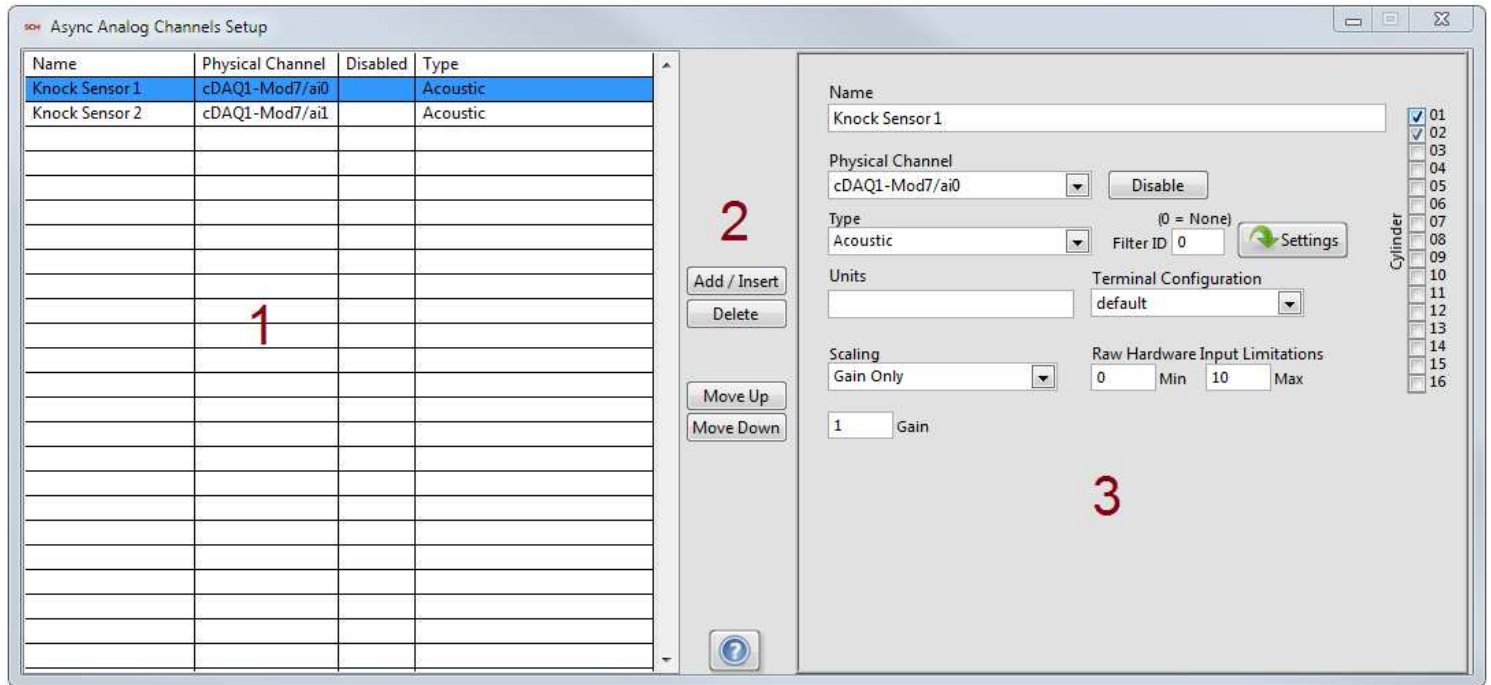 SCH Async Analog Channels Setup
Name Physical Channel Disabled Type
Knock Sensor 1 cDAQ1-Mod7/ai0 Acoustic
Knock Sensor 2 cDAQ1-Mod7/ai1 Acoustic
1
2
Add / Insert
Delete
Move Up
Move Down
?
Name
Knock Sensor 1
Physical Channel
cDAQ1-Mod7/ai0 Disable
Type (0 = None)
Acoustic Filter ID 0 Settings
Units Terminal Configuration
default
Scaling Raw Hardware Input Limitations
Gain Only 0 Min 10 Max
1 Gain
3
Cylinder
01
02
03
04
05
06
07
08
09
10
11
12
13
14
15
16